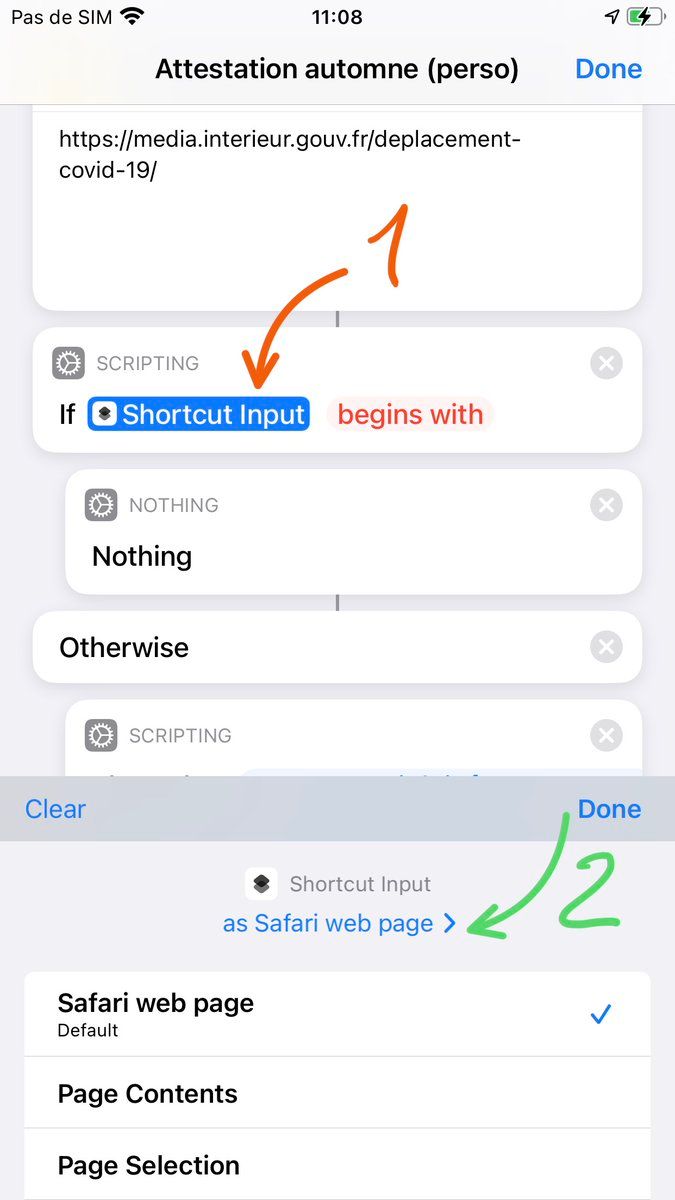 Pas de SIM 11:08
Attestation automne (perso) Done
https://media.interieur.gouv.fr/deplacement-
covid-19/
1
SCRIPTING
If Shortcut Input begins with
NOTHING
Nothing
Otherwise
SCRIPTING
Clear Done
2
Shortcut Input
as Safari web page
Safari web page
Default
Page Contents
Page Selection